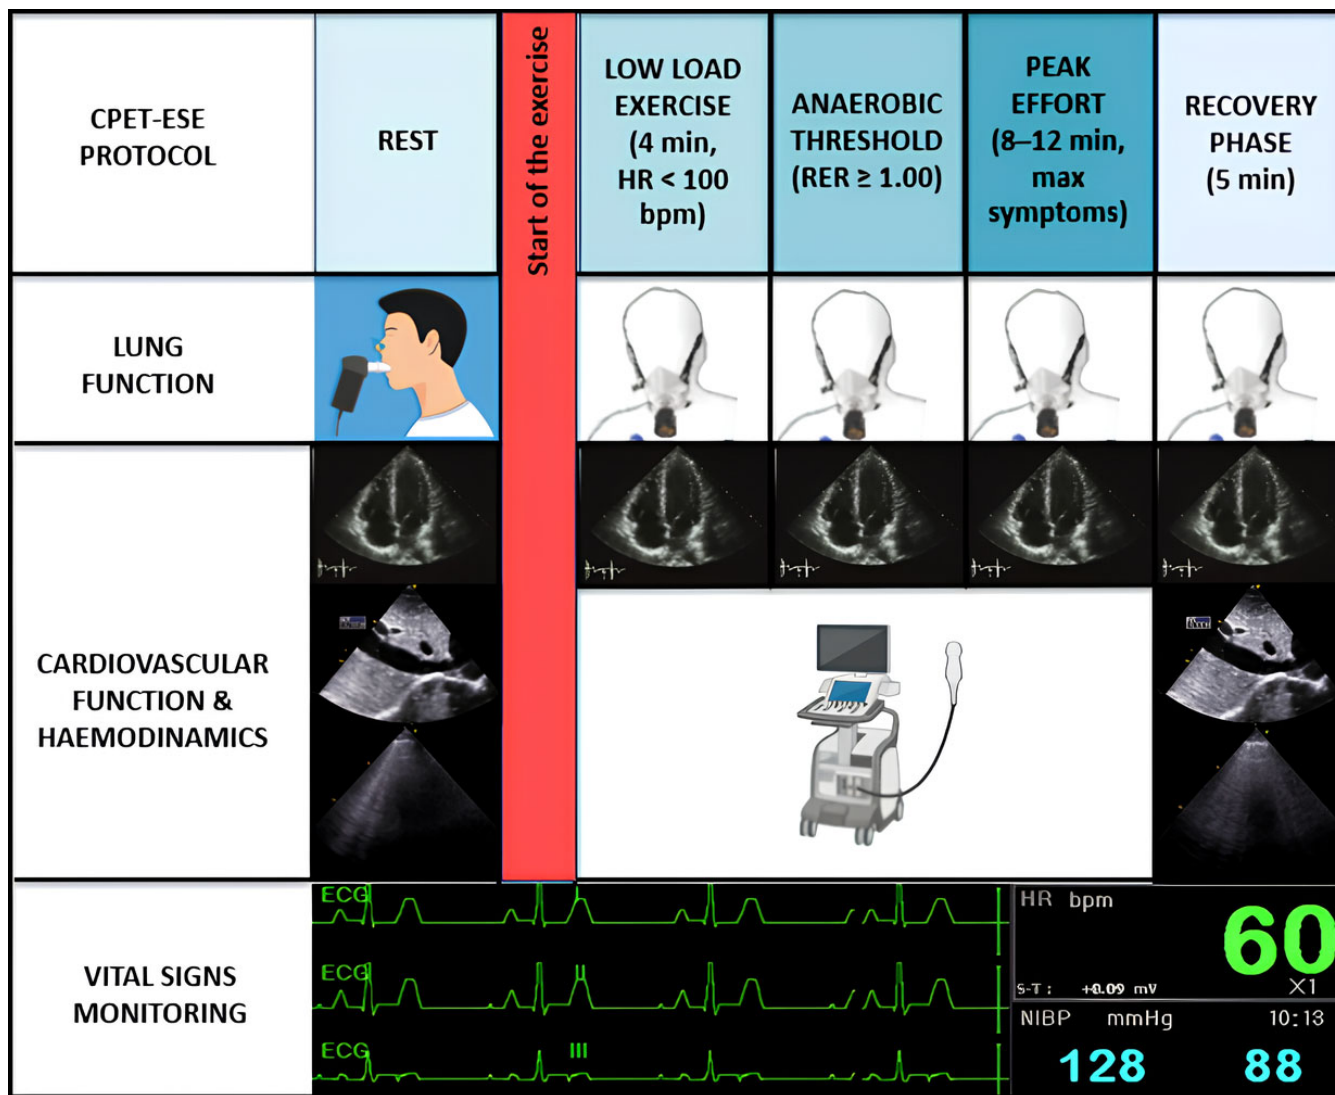 CPET-ESE
PROTOCOL
REST
Start of the exercise
LOW LOAD
EXERCISE
(4 min,
HR < 100
bpm)
ANAEROBIC
THRESHOLD
(RER ≥ 1.00)
PEAK
EFFORT
(8–12 min,
max
symptoms)
RECOVERY
PHASE
(5 min)
LUNG
FUNCTION
CARDIOVASCULAR
FUNCTION &
HAEMODINAMICS
VITAL SIGNS
MONITORING
ECG I
ECG II
ECG III
HR bpm
60
S-T: +0.09 mV X1
NIBP mmHg 10:13
128 88